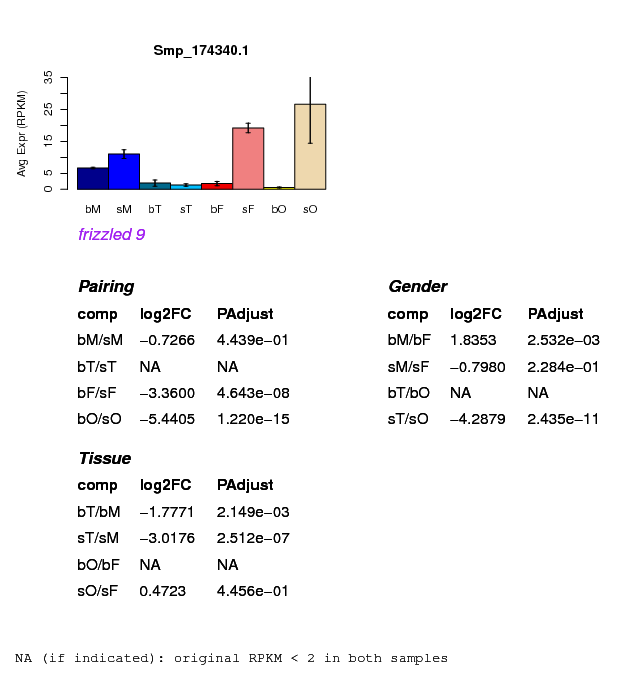 Smp_174340.1
Avg Expr (RPKM)
0 5 15 25 35
bM sM bT sT bF sF bO sO
frizzled 9
Pairing
comp log2FC PAdjust
bM/sM −0.7266 4.439e−01
bT/sT NA NA
bF/sF −3.3600 4.643e−08
bO/sO −5.4405 1.220e−15
Gender
comp log2FC PAdjust
bM/bF 1.8353 2.532e−03
sM/sF −0.7980 2.284e−01
bT/bO NA NA
sT/sO −4.2879 2.435e−11
Tissue
comp log2FC PAdjust
bT/bM −1.7771 2.149e−03
sT/sM −3.0176 2.512e−07
bO/bF NA NA
sO/sF 0.4723 4.456e−01
NA (if indicated): original RPKM < 2 in both samples